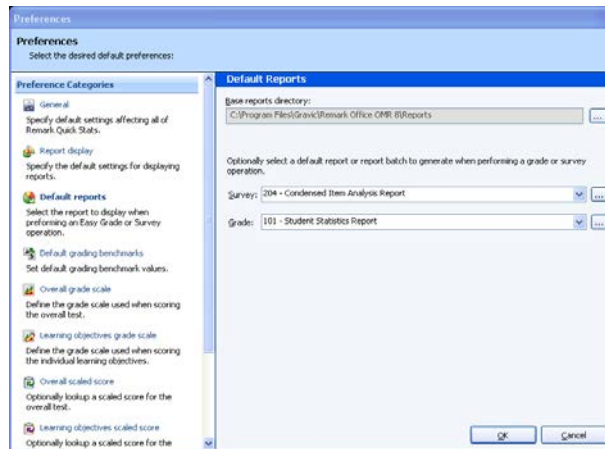 Preferences
Preferences
Select the desired default preferences:
Preference Categories
General
Specify default settings affecting all of
Remark Quick Stats.
Report display
Specify the default settings for displaying
reports.
Default reports
Select the report to display when
preforming an Easy Grade or Survey
operation.
Default grading benchmarks
Set default grading benchmark values.
Overall grade scale
Define the grade scale used when scoring
the overall test.
Learning objectives grade scale
Define the grade scale used when scoring
the individual learning objectives.
Overall scaled score
Optionally lookup a scaled score for the
overall test.
Learning objectives scaled score
Optionally lookup a scaled score for the
Default Reports
Base reports directory:
C:\Program Files\Gravic\Remark Office OMR 8\Reports
...
Optionally select a default report or report batch to generate when performing a grade or survey
operation.
Survey: 204 - Condensed Item Analysis Report ...
Grade: 101 - Student Statistics Report ...
OK Cancel